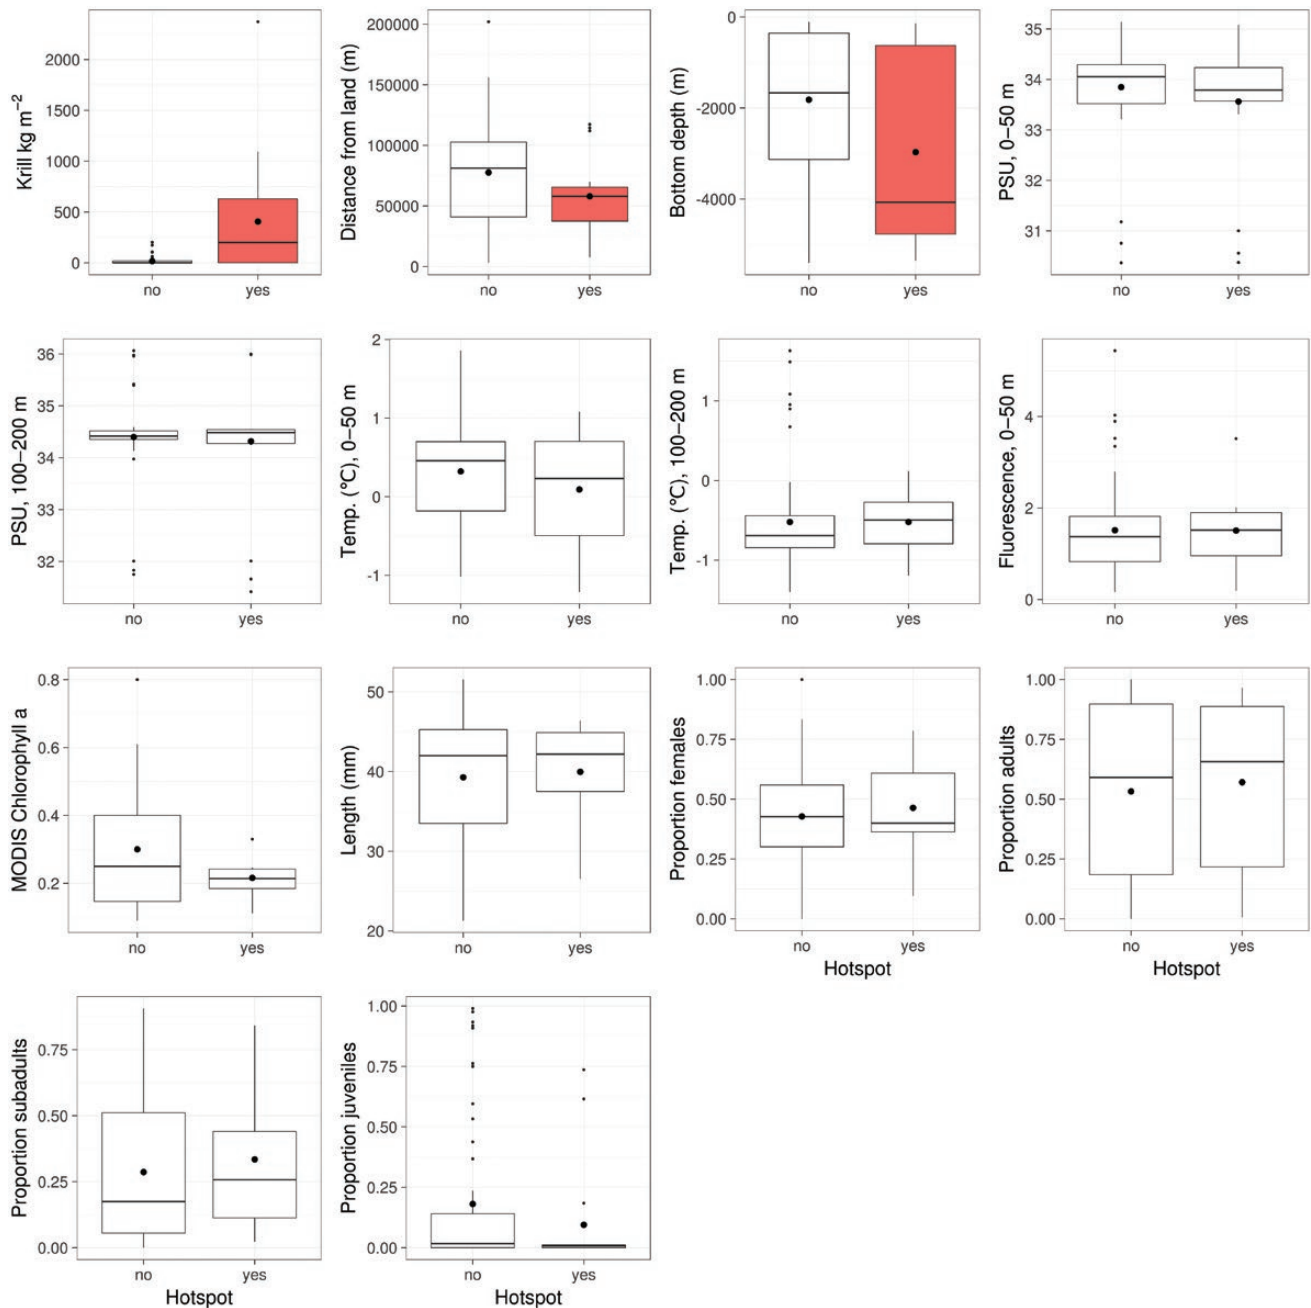 Krill kg m⁻²
2000
1500
1000
500
0
no yes
Distance from land (m)
200000
150000
100000
50000
0
no yes
Bottom depth (m)
0
-2000
-4000
no yes
PSU, 0−50 m
35
34
33
32
31
no yes
PSU, 100−200 m
36
35
34
33
32
no yes
Temp. (°C), 0−50 m
2
1
0
-1
no yes
Temp. (°C), 100−200 m
1
0
-1
no yes
Fluorescence, 0−50 m
4
2
0
no yes
MODIS Chlorophyll a
0.8
0.6
0.4
0.2
no yes
Length (mm)
50
40
30
20
no yes
Proportion females
1.00
0.75
0.50
0.25
0.00
no yes
Hotspot
Proportion adults
1.00
0.75
0.50
0.25
0.00
no yes
Hotspot
Proportion subadults
0.75
0.50
0.25
0.00
no yes
Hotspot
Proportion juveniles
1.00
0.75
0.50
0.25
0.00
no yes
Hotspot